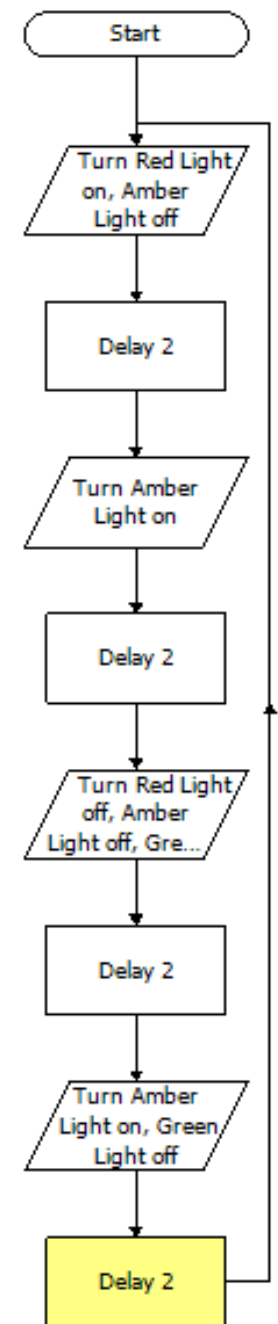 Start
Turn Red Light
on, Amber
Light off
Delay 2
Turn Amber
Light on
Delay 2
Turn Red Light
off, Amber
Light off, Gre...
Delay 2
Turn Amber
Light on, Green
Light off
Delay 2